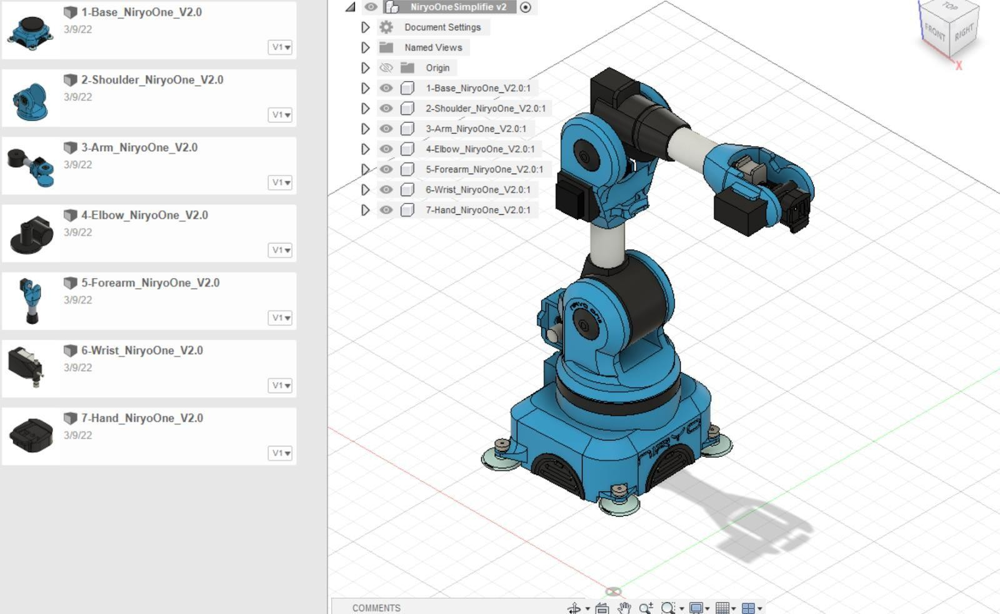 1-Base_NiryoOne_V2.0
3/9/22
V1
2-Shoulder_NiryoOne_V2.0
3/9/22
V1
3-Arm_NiryoOne_V2.0
3/9/22
V1
4-Elbow_NiryoOne_V2.0
3/9/22
V1
5-Forearm_NiryoOne_V2.0
3/9/22
V1
6-Wrist_NiryoOne_V2.0
3/9/22
V1
7-Hand_NiryoOne_V2.0
3/9/22
V1
NiryoOneSimplifie v2
Document Settings
Named Views
Origin
1-Base_NiryoOne_V2.0:1
2-Shoulder_NiryoOne_V2.0:1
3-Arm_NiryoOne_V2.0:1
4-Elbow_NiryoOne_V2.0:1
5-Forearm_NiryoOne_V2.0:1
6-Wrist_NiryoOne_V2.0:1
7-Hand_NiryoOne_V2.0:1
TOP
FRONT
RIGHT
X
NIRYO ONE
NIRYO
COMMENTS